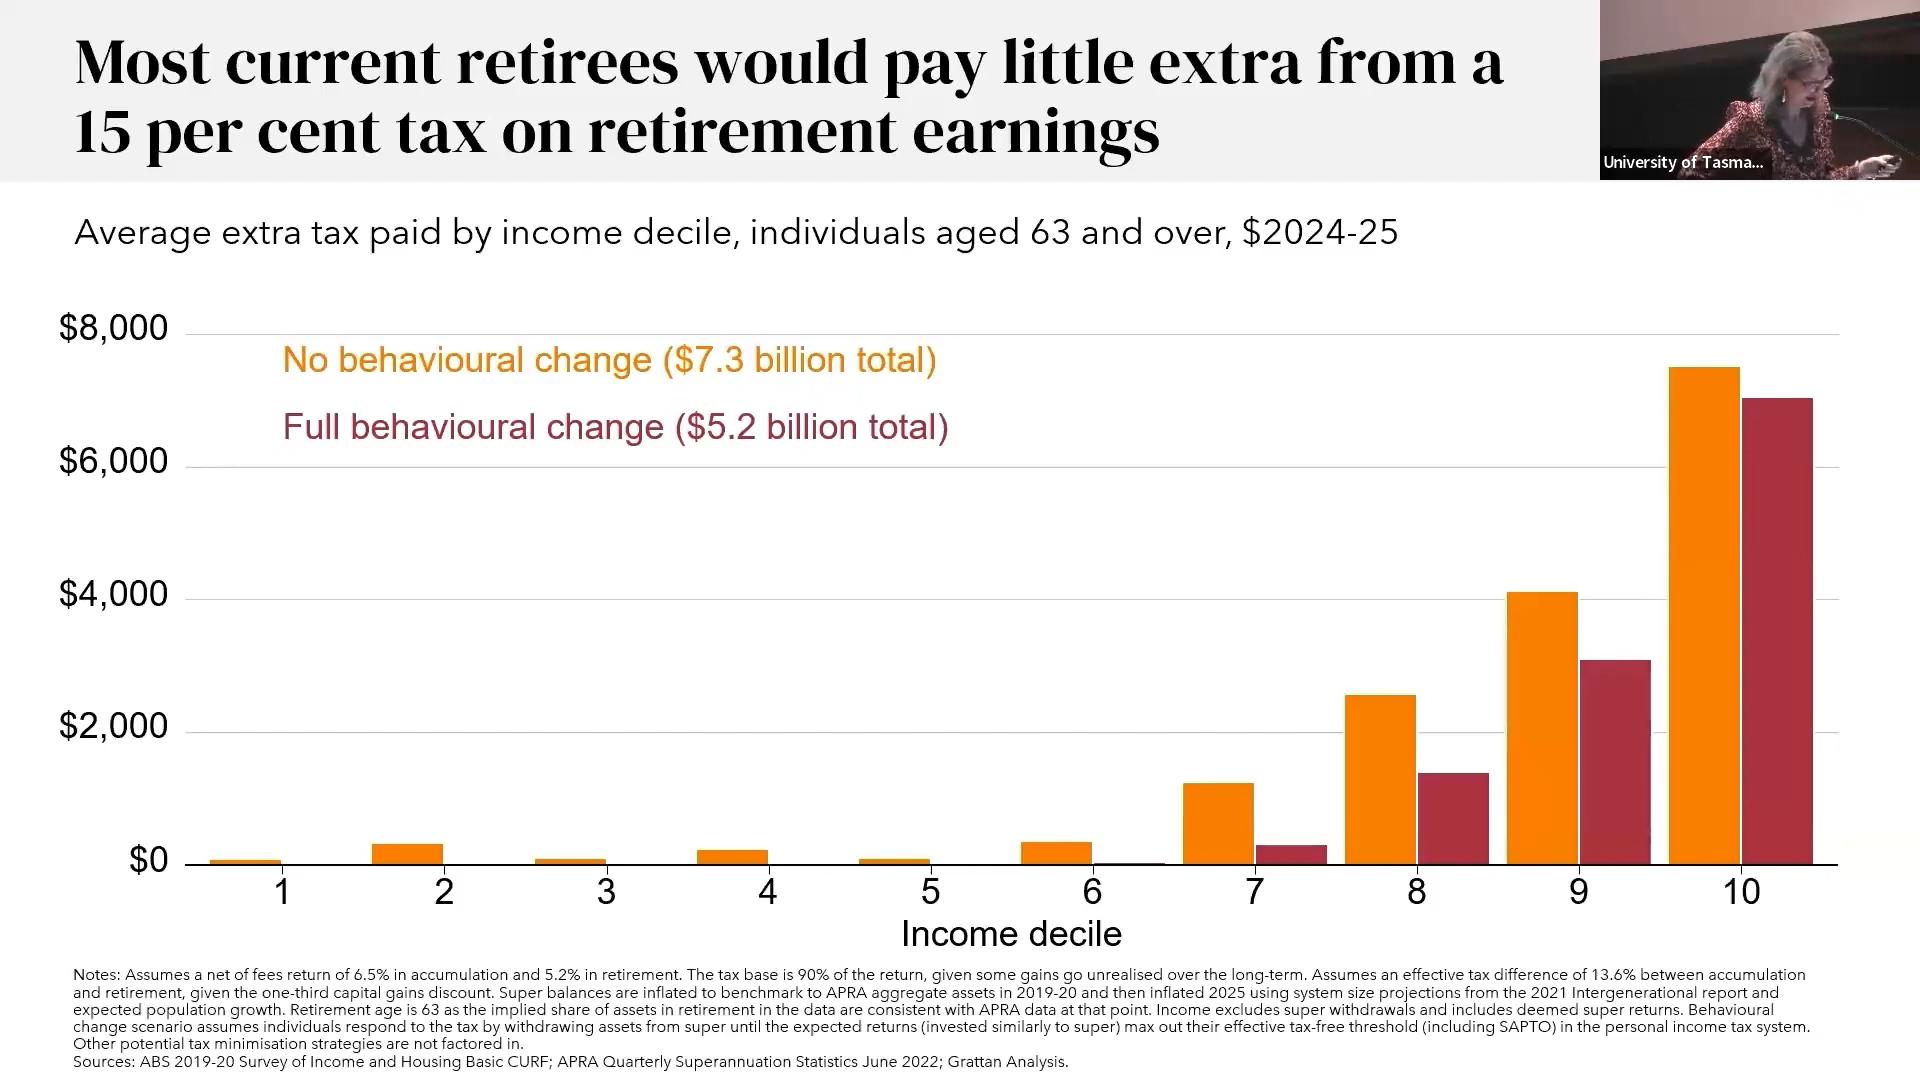 Most current retirees would pay little extra from a
15 per cent tax on retirement earnings
University of Tasma...
Average extra tax paid by income decile, individuals aged 63 and over, $2024-25
$8,000
No behavioural change ($7.3 billion total)
Full behavioural change ($5.2 billion total)
$6,000
$4,000
$2,000
$0
1 2 3 4 5 6 7 8 9 10
Income decile
Notes: Assumes a net of fees return of 6.5% in accumulation and 5.2% in retirement. The tax base is 90% of the return, given some gains go unrealised over the long-term. Assumes an effective tax difference of 13.6% between accumulation
and retirement, given the one-third capital gains discount. Super balances are inflated to benchmark to APRA aggregate assets in 2019-20 and then inflated 2025 using system size projections from the 2021 Intergenerational report and
expected population growth. Retirement age is 63 as the implied share of assets in retirement in the data are consistent with APRA data at that point. Income excludes super withdrawals and includes deemed super returns. Behavioural
change scenario assumes individuals respond to the tax by withdrawing assets from super until the expected returns (invested similarly to super) max out their effective tax-free threshold (including SAPTO) in the personal income tax system.
Other potential tax minimisation strategies are not factored in.
Sources: ABS 2019-20 Survey of Income and Housing Basic CURF; APRA Quarterly Superannuation Statistics June 2022; Grattan Analysis.